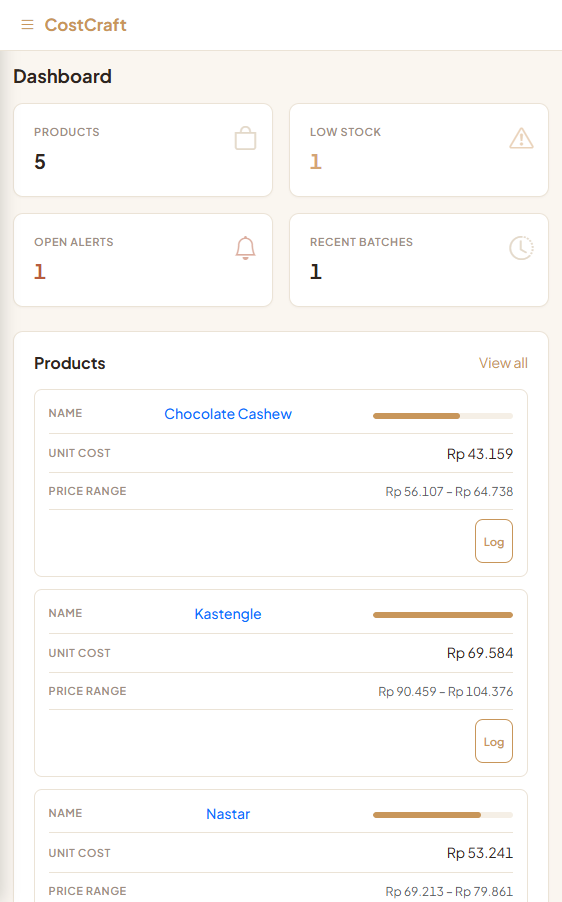 CostCraft
Dashboard
PRODUCTS
5
LOW STOCK
1
OPEN ALERTS
1
RECENT BATCHES
1
Products
View all
NAME Chocolate Cashew
UNIT COST Rp 43.159
PRICE RANGE Rp 56.107 – Rp 64.738
Log
NAME Kastengle
UNIT COST Rp 69.584
PRICE RANGE Rp 90.459 – Rp 104.376
Log
NAME Nastar
UNIT COST Rp 53.241
PRICE RANGE Rp 69.213 – Rp 79.861